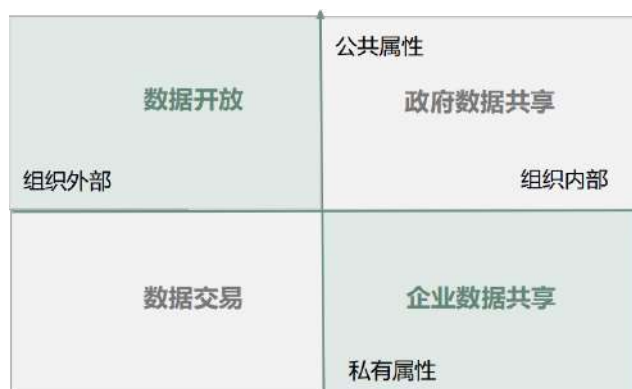 公共属性
数据开放
政府数据共享
组织外部
组织内部
数据交易
企业数据共享
私有属性